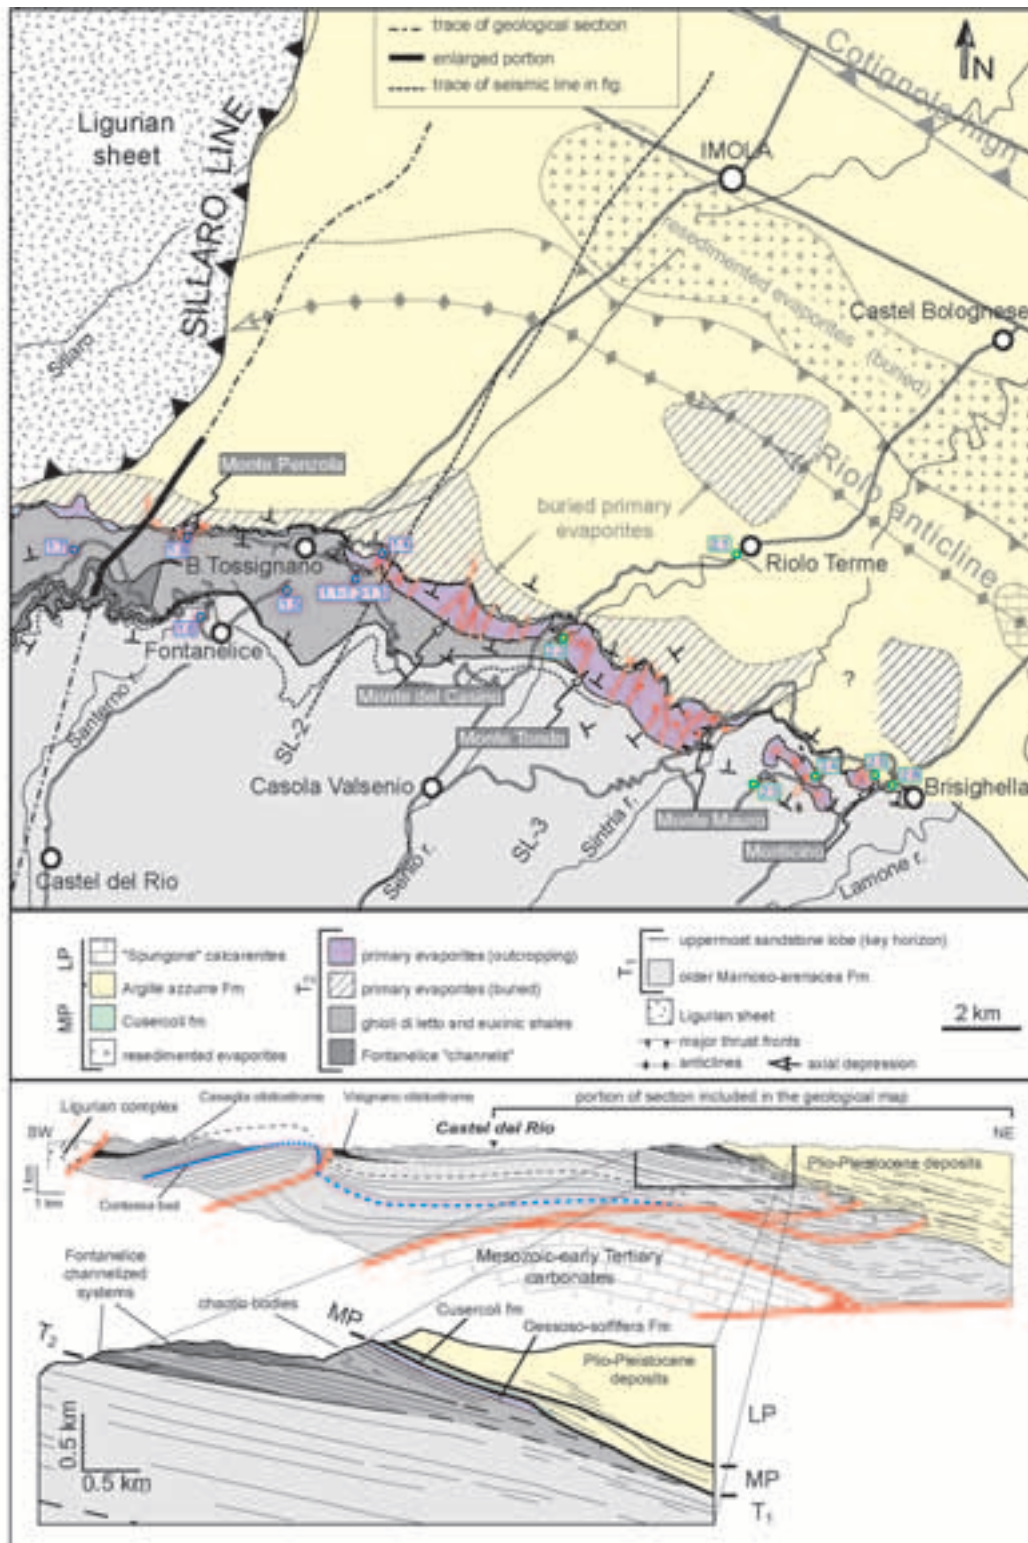 trace of geological section
enlarged portion
trace of seismic line in fig.
N
Cotignola high
Ligurian
sheet
SILLARO LINE
IMOLA
resedimented evaporites (buried)
Castel Bolognese
Sillaro
Monte Penzola
Riolo anticline
buried primary
evaporites
B. Tossignano
Riolo Terme
Fontanelice
Santerno r.
SL-2
Monte del Casino
Monte Tondo
?
Casola Valsenio
SL-3
Sintria r.
Monte Mauro
Brisighella
Monticino
Castel del Rio
Senio r.
Lamone r.
LP
MP
"Spungone" calcarenites
Argille azzurre Fm
Cusercoli fm
resedimented evaporites
T2
primary evaporites (outcropping)
primary evaporites (buried)
ghioli di letto and euxinic shales
Fontanelice "channels"
T1
uppermost sandstone lobe (key horizon)
older Marnoso-arenacea Fm
Ligurian sheet
major thrust fronts
anticlines
axial depression
2 km
Ligurian complex
Casaglia olistostrome
Visignano olistostrome
portion of section included in the geological map
SW
Castel del Rio
NE
1 km
1 km
Contessa bed
Plio-Pleistocene deposits
Mesozoic-early Tertiary
carbonates
Fontanelice
channelized
systems
chaotic bodies
MP
Cusercoli fm
Gessoso-solfifera Fm
T2
Plio-Pleistocene
deposits
LP
0.5 km
0.5 km
MP
T1